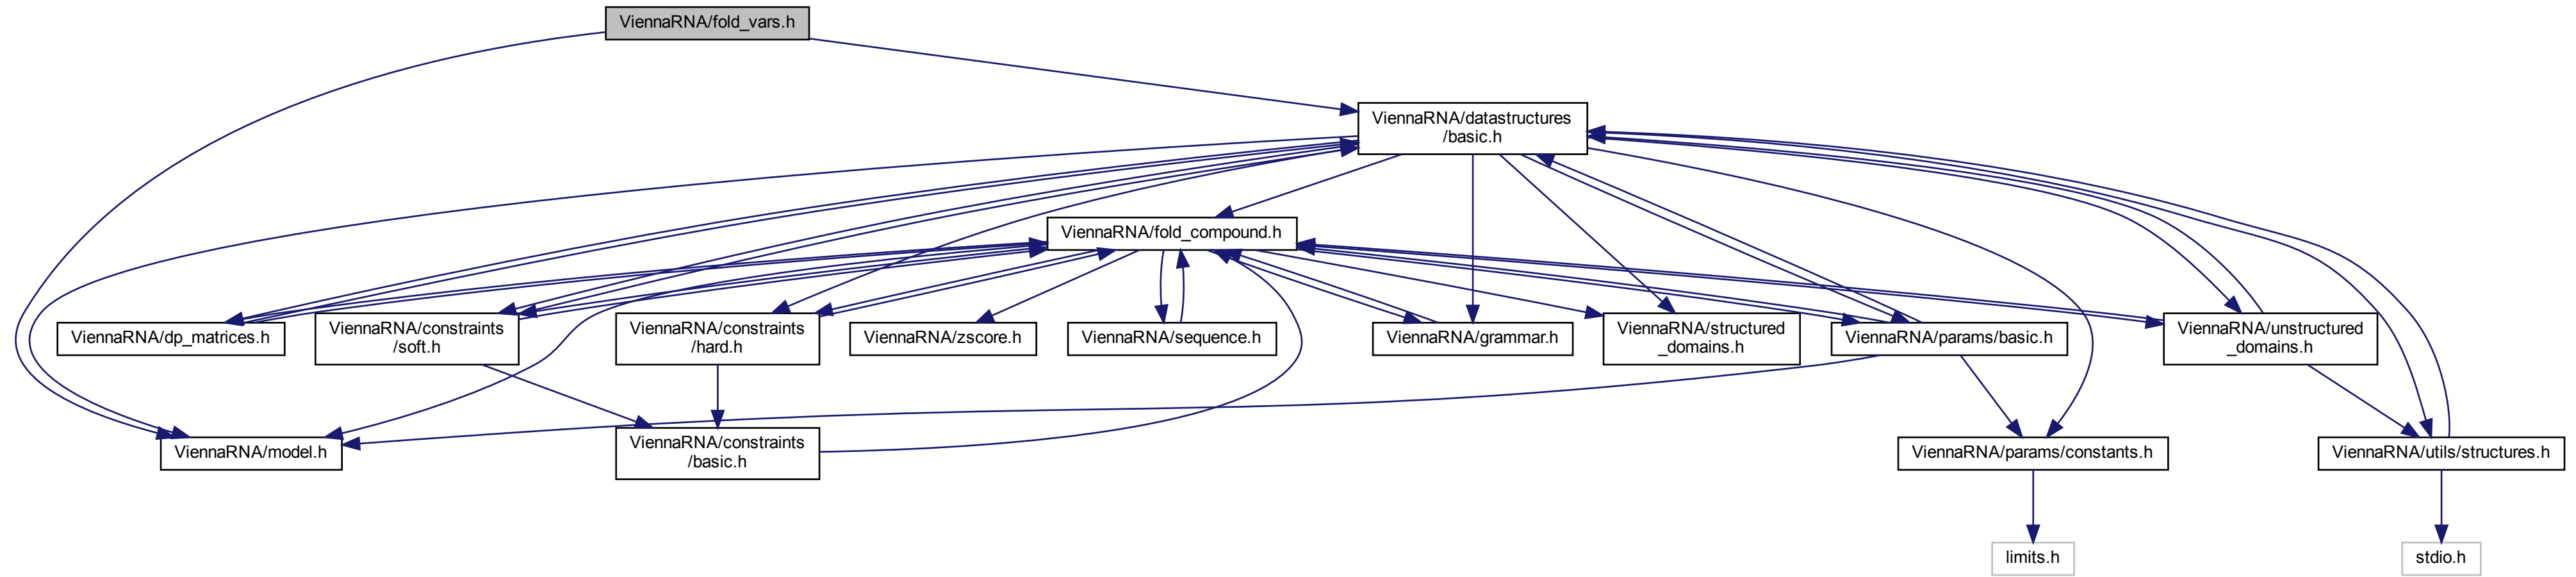 ViennaRNA/fold_vars.h
ViennaRNA/datastructures
/basic.h
ViennaRNA/fold_compound.h
ViennaRNA/dp_matrices.h
ViennaRNA/constraints
/soft.h
ViennaRNA/constraints
/hard.h
ViennaRNA/zscore.h
ViennaRNA/sequence.h
ViennaRNA/grammar.h
ViennaRNA/structured
_domains.h
ViennaRNA/params/basic.h
ViennaRNA/unstructured
_domains.h
ViennaRNA/model.h
ViennaRNA/constraints
/basic.h
ViennaRNA/params/constants.h
ViennaRNA/utils/structures.h
limits.h
stdio.h